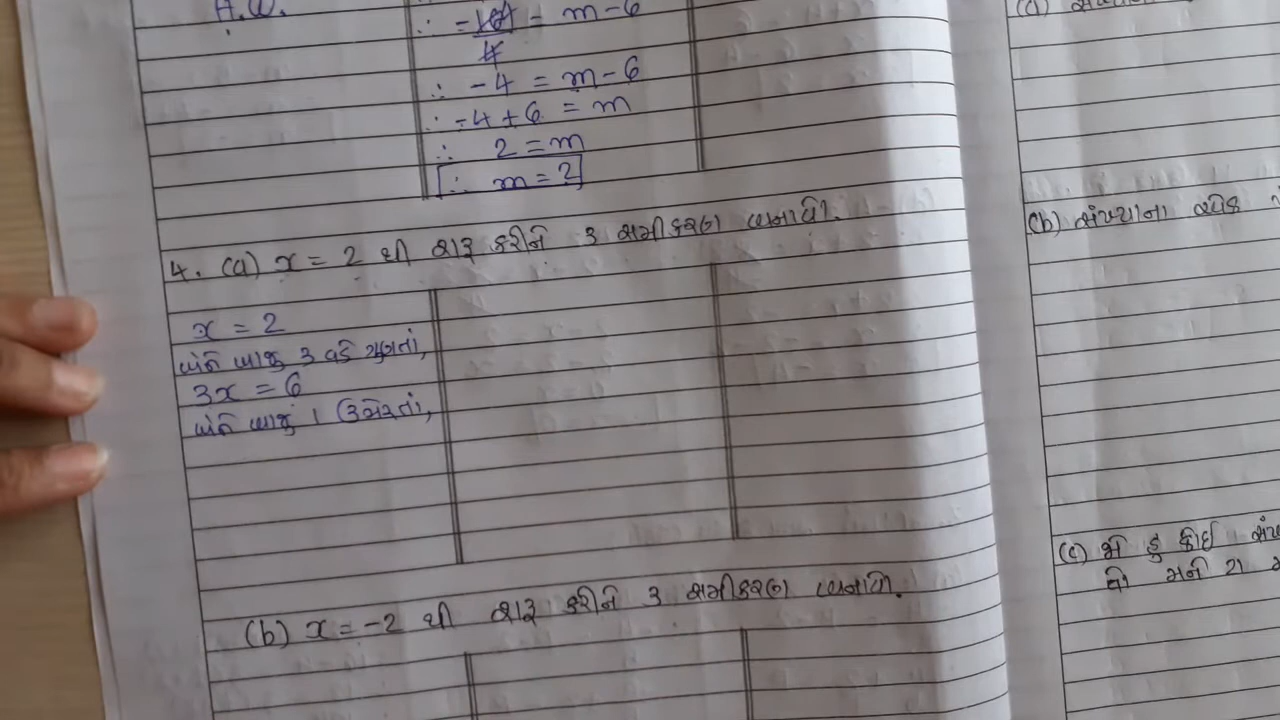 H.W.
∴ -16/4 = m-6
∴ -4 = m-6
∴ -4+6 = m
∴ 2 = m
∴ m = 2
4. (a) x = 2 થી શરૂ કરીને 3 સમીકરણ બનાવો.
x = 2
બંને બાજુ 3 વડે ગુણતાં,
3x = 6
બંને બાજુ 1 ઉમેરતાં,
(b) x = -2 થી શરૂ કરીને 3 સમીકરણ બનાવો.
(b) સંખ્યાના
(c) જો હું કોઈ
તો મને